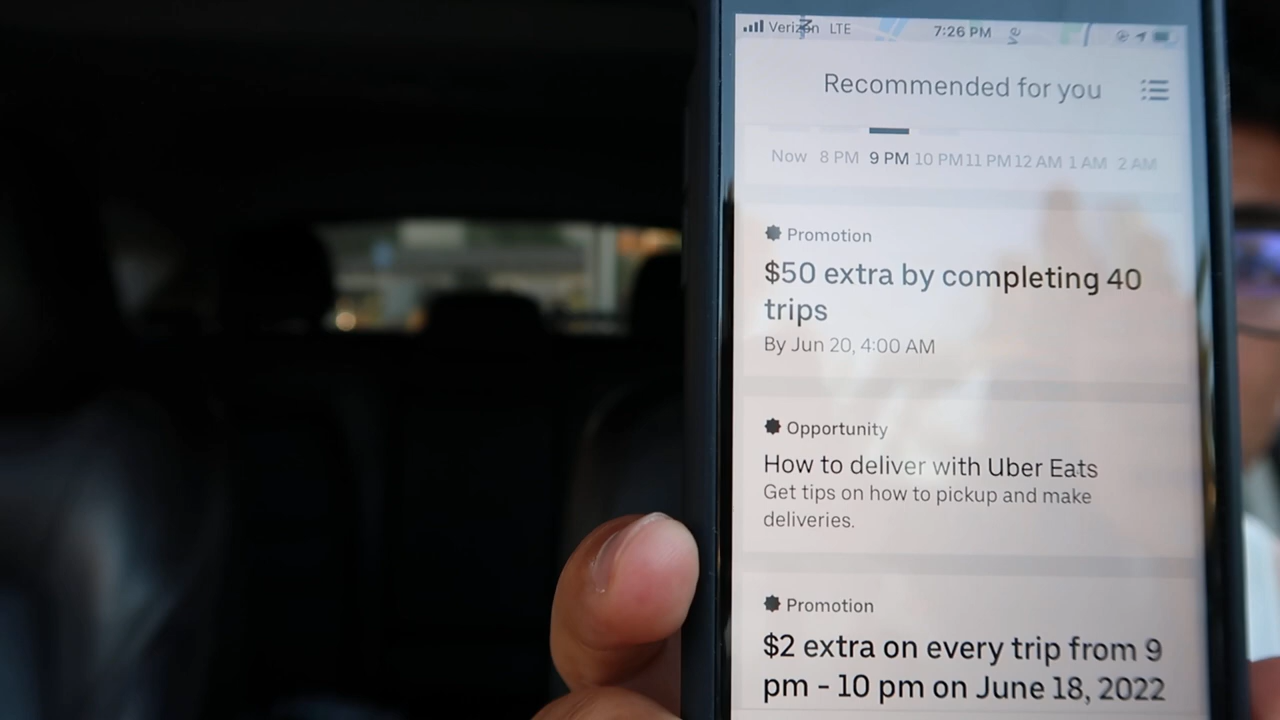 Verizon LTE 7:26 PM
Recommended for you
Now 8 PM 9 PM 10 PM 11 PM 12 AM 1 AM 2 AM
Promotion
$50 extra by completing 40
trips
By Jun 20, 4:00 AM
Opportunity
How to deliver with Uber Eats
Get tips on how to pickup and make
deliveries.
Promotion
$2 extra on every trip from 9
pm - 10 pm on June 18, 2022